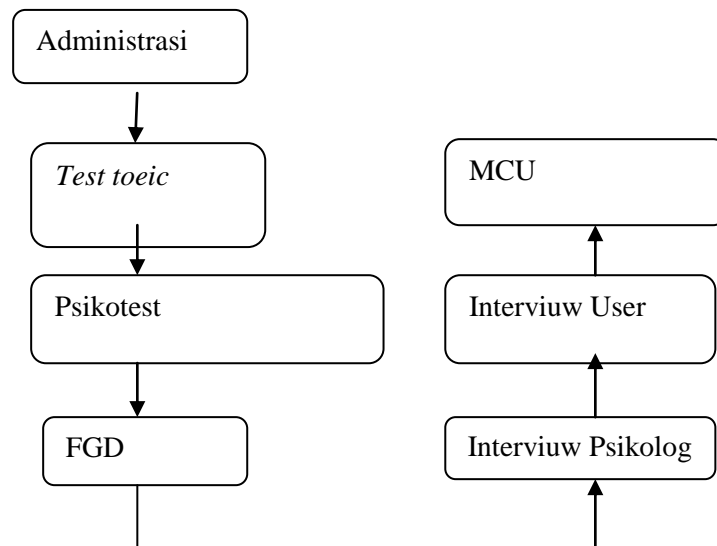 Administrasi
Test toeic
Psikotest
FGD
MCU
Interviuw User
Interviuw Psikolog